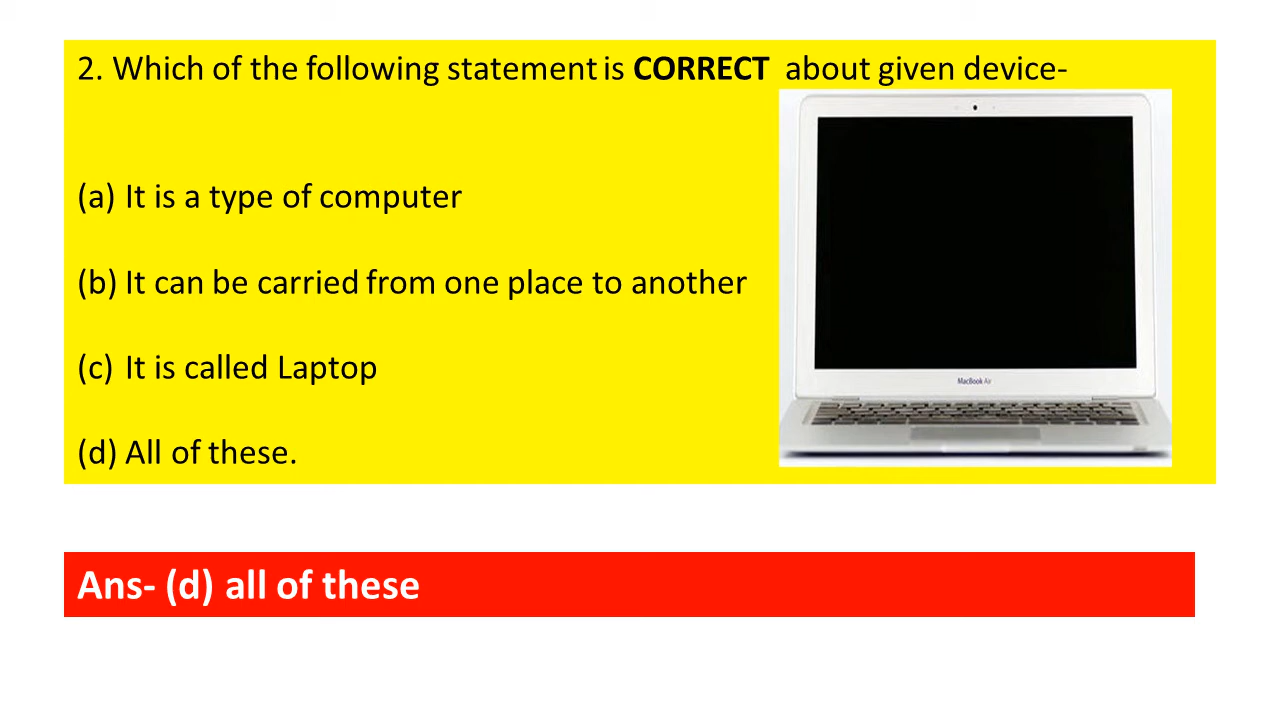 2. Which of the following statement is CORRECT about given device-
(a) It is a type of computer
(b) It can be carried from one place to another
(c) It is called Laptop
(d) All of these.
MacBook Air
Ans- (d) all of these